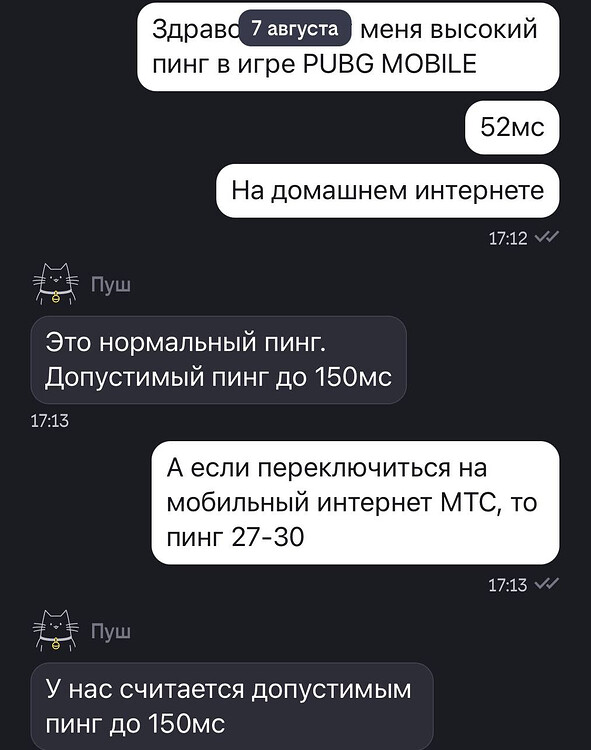 Здраво
7 августа
меня высокий
пинг в игре PUBG MOBILE
52мс
На домашнем интернете
17:12
Пуш
Это нормальный пинг.
Допустимый пинг до 150мс
17:13
А если переключиться на
мобильный интернет МТС, то
пинг 27-30
17:13
Пуш
У нас считается допустимым
пинг до 150мс